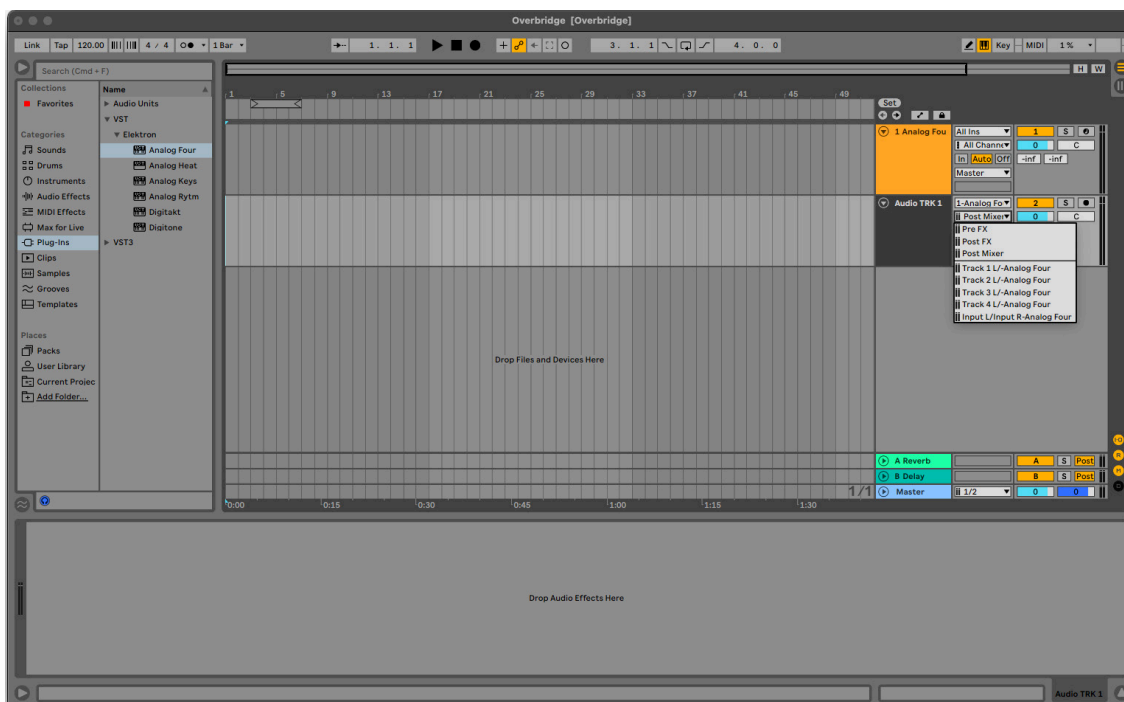 Overbridge [Overbridge]
Link Tap 120.00 4 / 4 1 Bar 1. 1. 1 3. 1. 1 4. 0. 0 Key MIDI 1 %
Search (Cmd + F)
H W
Collections
Favorites
Categories
Sounds
Drums
Instruments
Audio Effects
MIDI Effects
Max for Live
Plug-Ins
Clips
Samples
Grooves
Templates
Places
Packs
User Library
Current Projec
Add Folder...
Name
Audio Units
VST
Elektron
Analog Four
Analog Heat
Analog Keys
Analog Rytm
Digitakt
Digitone
VST3
1 5 9 13 17 21 25 29 33 37 41 45 49
Set
1 Analog Fou All Ins 1 S
All Channe 0 C
In Auto Off -inf -inf
Master
Audio TRK 1 1-Analog Fo 2 S
Post Mixer 0 C
Pre FX
Post FX
Post Mixer
Track 1 L/-Analog Four
Track 2 L/-Analog Four
Track 3 L/-Analog Four
Track 4 L/-Analog Four
Input L/Input R-Analog Four
Drop Files and Devices Here
A Reverb A S Post
B Delay B S Post
1/1 Master 1/2 0 0
0:00 0:15 0:30 0:45 1:00 1:15 1:30
Drop Audio Effects Here
Audio TRK 1